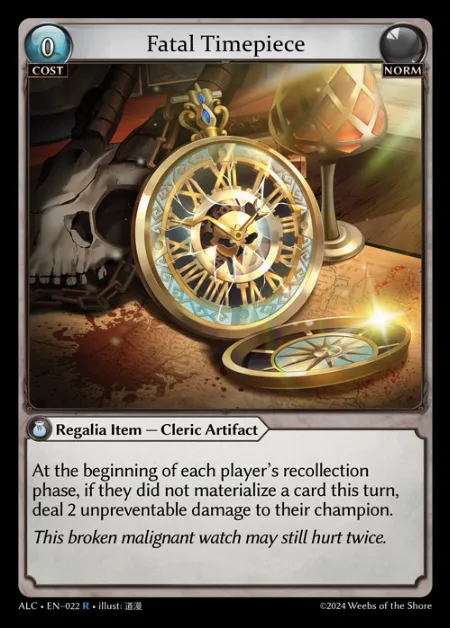 0
Fatal Timepiece
COST
NORM
Regalia Item — Cleric Artifact
At the beginning of each player's recollection
phase, if they did not materialize a card this turn,
deal 2 unpreventable damage to their champion.
This broken malignant watch may still hurt twice.
ALC • EN-022 R • illust: 道漫
©2024 Weebs of the Shore